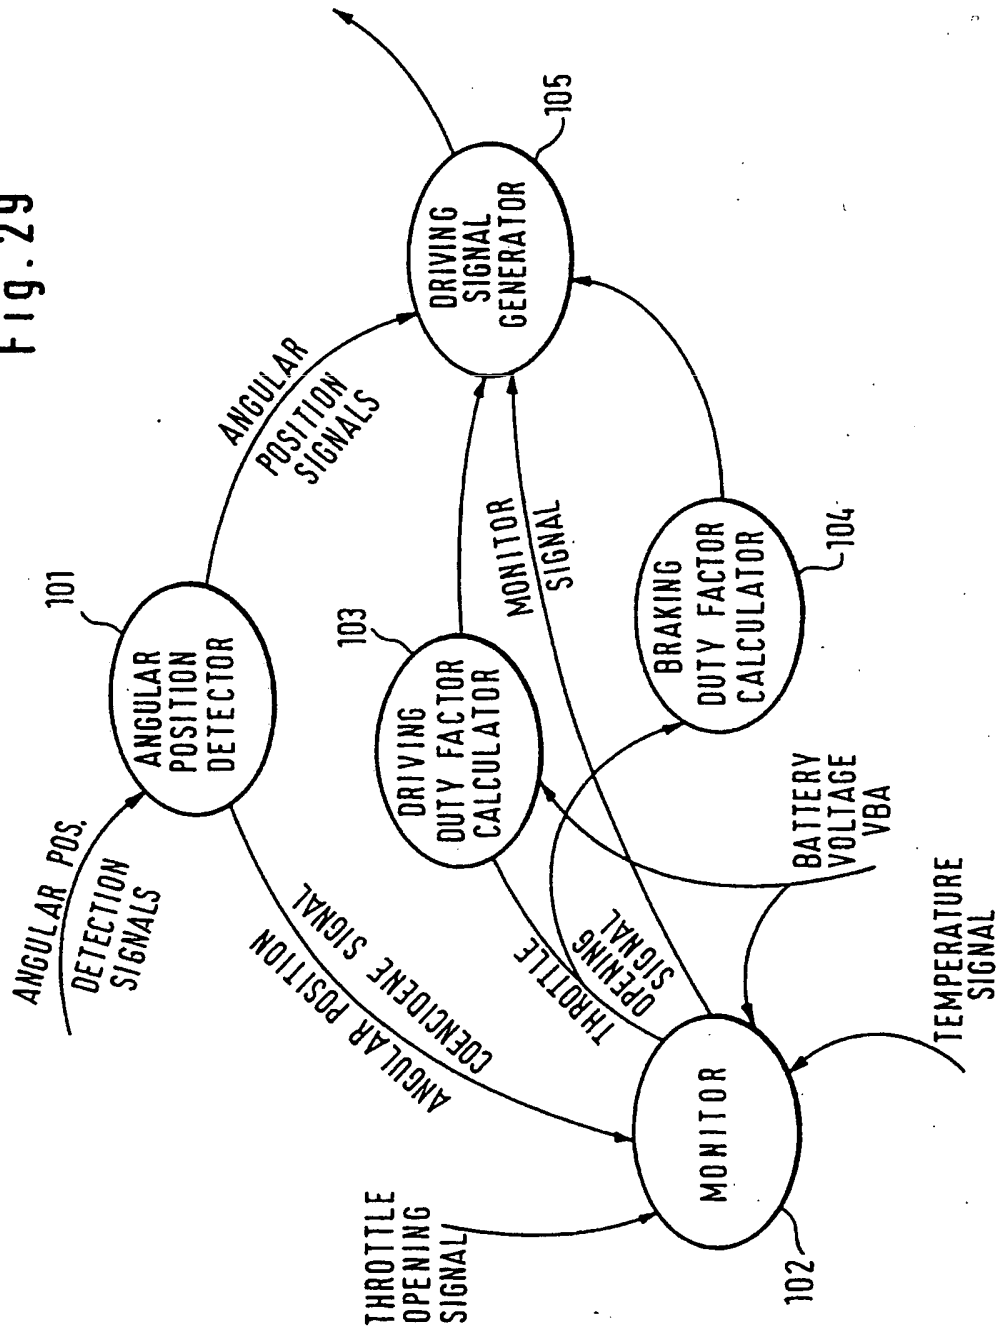 Fig. 29
ANGULAR POS.
DETECTION
SIGNALS
101
ANGULAR
POSITION
DETECTOR
ANGULAR
POSITION
SIGNALS
105
DRIVING
SIGNAL
GENERATOR
ANGULAR POSITION
COENCIDENE SIGNAL
103
DRIVING
DUTY FACTOR
CALCULATOR
MONITOR
SIGNAL
THROTTLE
OPENING
SIGNAL
THROTTLE
OPENING
SIGNAL
MONITOR
102
BRAKING
DUTY FACTOR
CALCULATOR
104
BATTERY
VOLTAGE
VBA
TEMPERATURE
SIGNAL